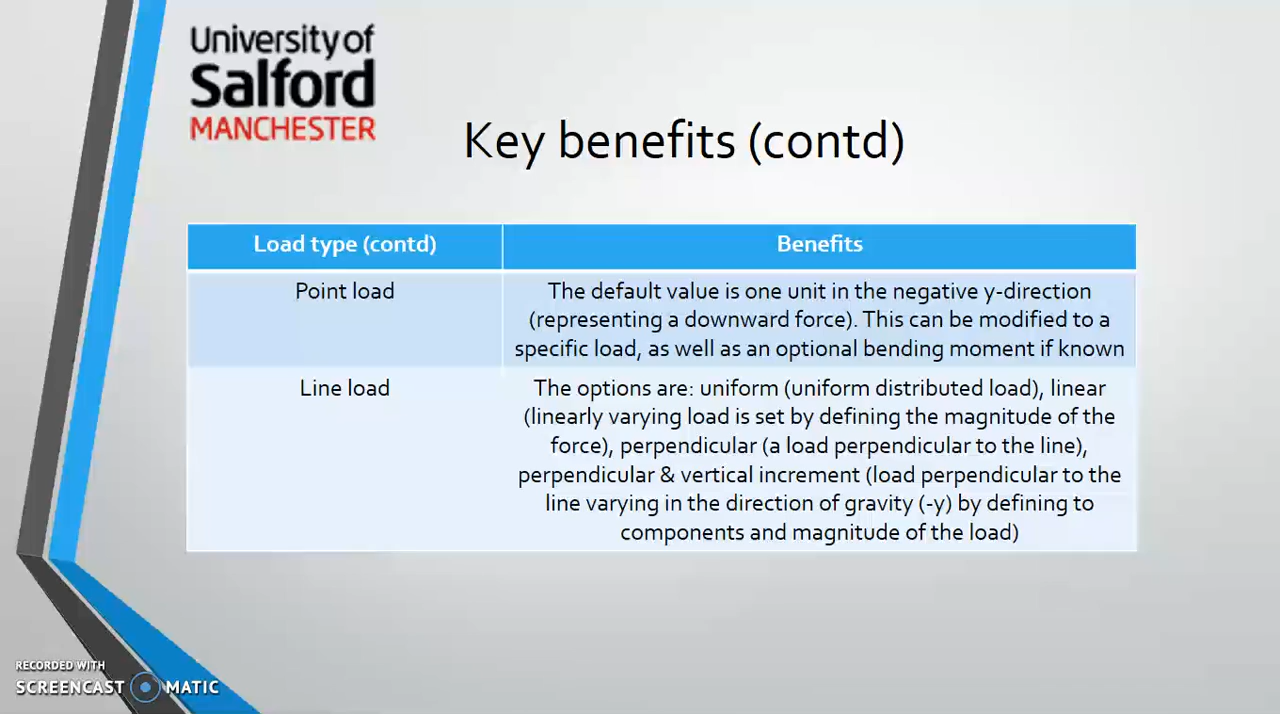 University of
Salford
MANCHESTER
Key benefits (contd)
Load type (contd)
Benefits
Point load
The default value is one unit in the negative y-direction
(representing a downward force). This can be modified to a
specific load, as well as an optional bending moment if known
Line load
The options are: uniform (uniform distributed load), linear
(linearly varying load is set by defining the magnitude of the
force), perpendicular (a load perpendicular to the line),
perpendicular & vertical increment (load perpendicular to the
line varying in the direction of gravity (-y) by defining to
components and magnitude of the load)
RECORDED WITH
SCREENCAST MATIC